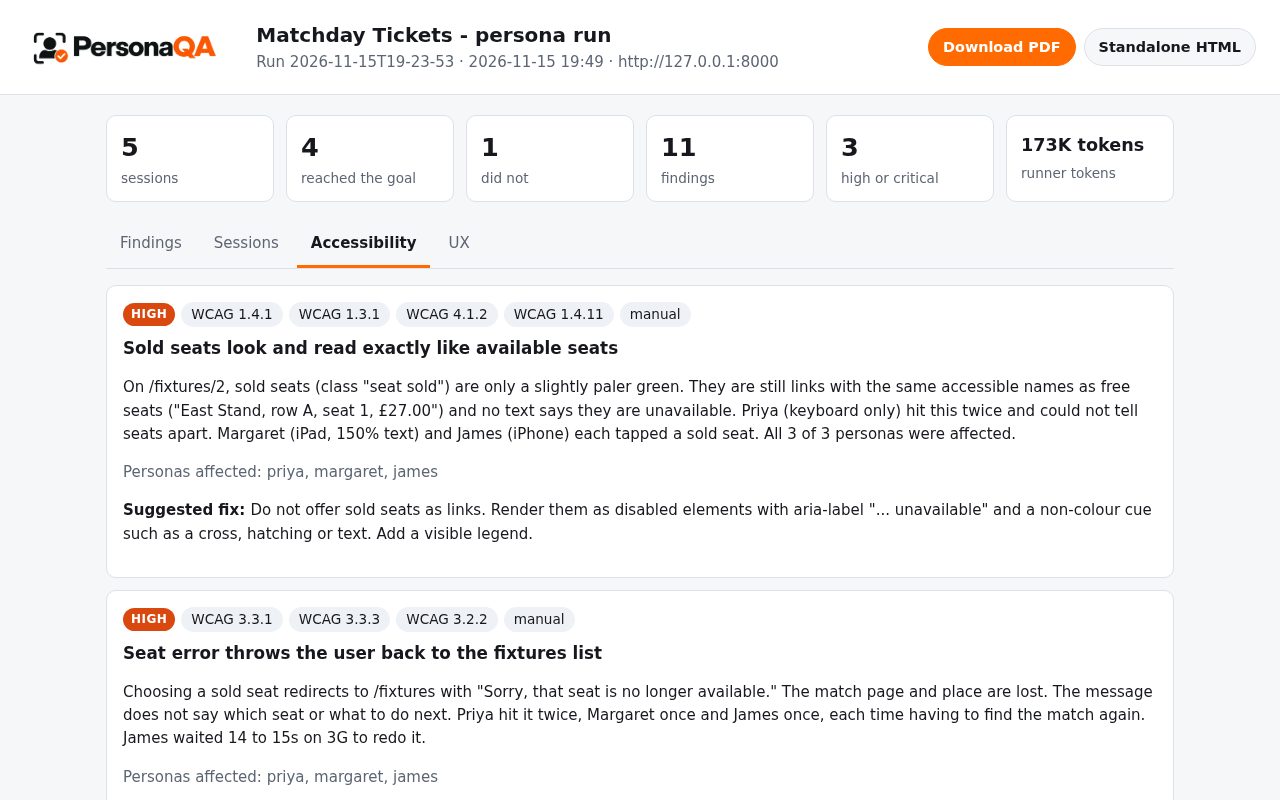 PersonaQA
Matchday Tickets - persona run
Run 2026-11-15T19-23-53 · 2026-11-15 19:49 · http://127.0.0.1:8000
Download PDF
Standalone HTML
5
sessions
4
reached the goal
1
did not
11
findings
3
high or critical
173K tokens
runner tokens
Findings
Sessions
Accessibility
UX
HIGH WCAG 1.4.1 WCAG 1.3.1 WCAG 4.1.2 WCAG 1.4.11 manual
Sold seats look and read exactly like available seats
On /fixtures/2, sold seats (class "seat sold") are only a slightly paler green. They are still links with the same accessible names as free
seats ("East Stand, row A, seat 1, £27.00") and no text says they are unavailable. Priya (keyboard only) hit this twice and could not tell
seats apart. Margaret (iPad, 150% text) and James (iPhone) each tapped a sold seat. All 3 of 3 personas were affected.
Personas affected: priya, margaret, james
Suggested fix: Do not offer sold seats as links. Render them as disabled elements with aria-label "... unavailable" and a non-colour cue
such as a cross, hatching or text. Add a visible legend.
HIGH WCAG 3.3.1 WCAG 3.3.3 WCAG 3.2.2 manual
Seat error throws the user back to the fixtures list
Choosing a sold seat redirects to /fixtures with "Sorry, that seat is no longer available." The match page and place are lost. The message
does not say which seat or what to do next. Priya hit it twice, Margaret once and James once, each time having to find the match again.
James waited 14 to 15s on 3G to redo it.
Personas affected: priya, margaret, james